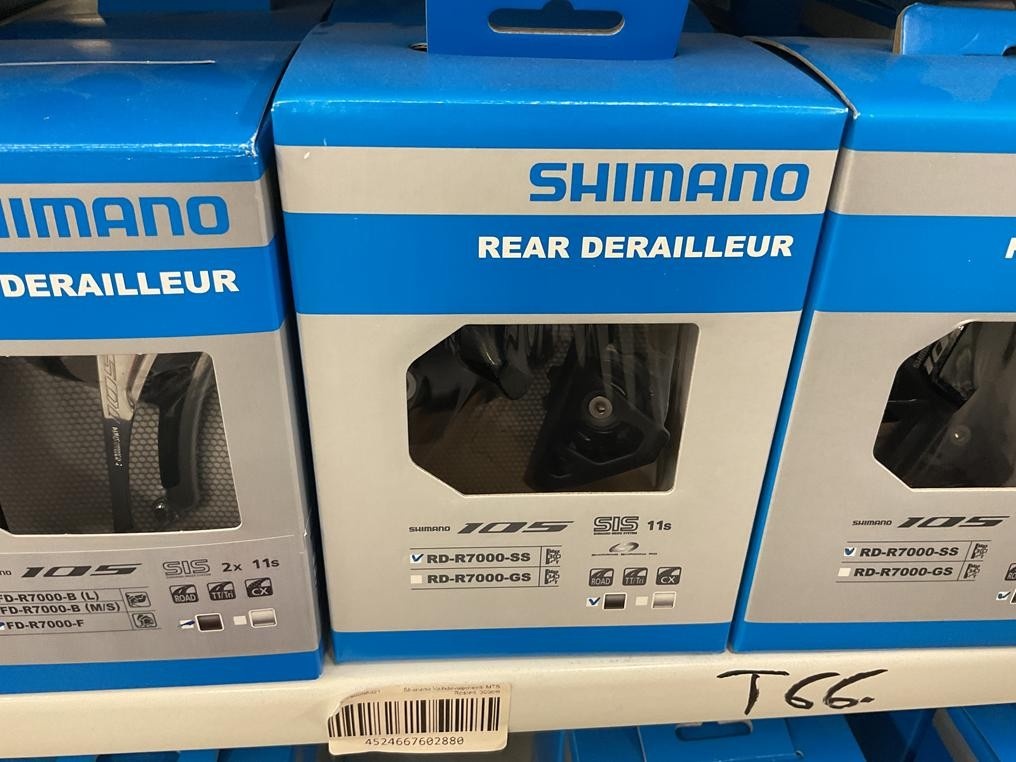 SHIMANO
REAR DERAILLEUR
SHIMANO 105 SIS 11s
RD-R7000-SS
RD-R7000-GS
ROAD TT/Tri CX
HIMANO
DERAILLEUR
105
105 SIS 2x 11s
FD-R7000-B (L)
FD-R7000-B (M/S)
FD-R7000-F
ROAD TT/Tri CX
SHIMANO 105
RD-R7000-SS
RD-R7000-GS
4524667602880
T66.